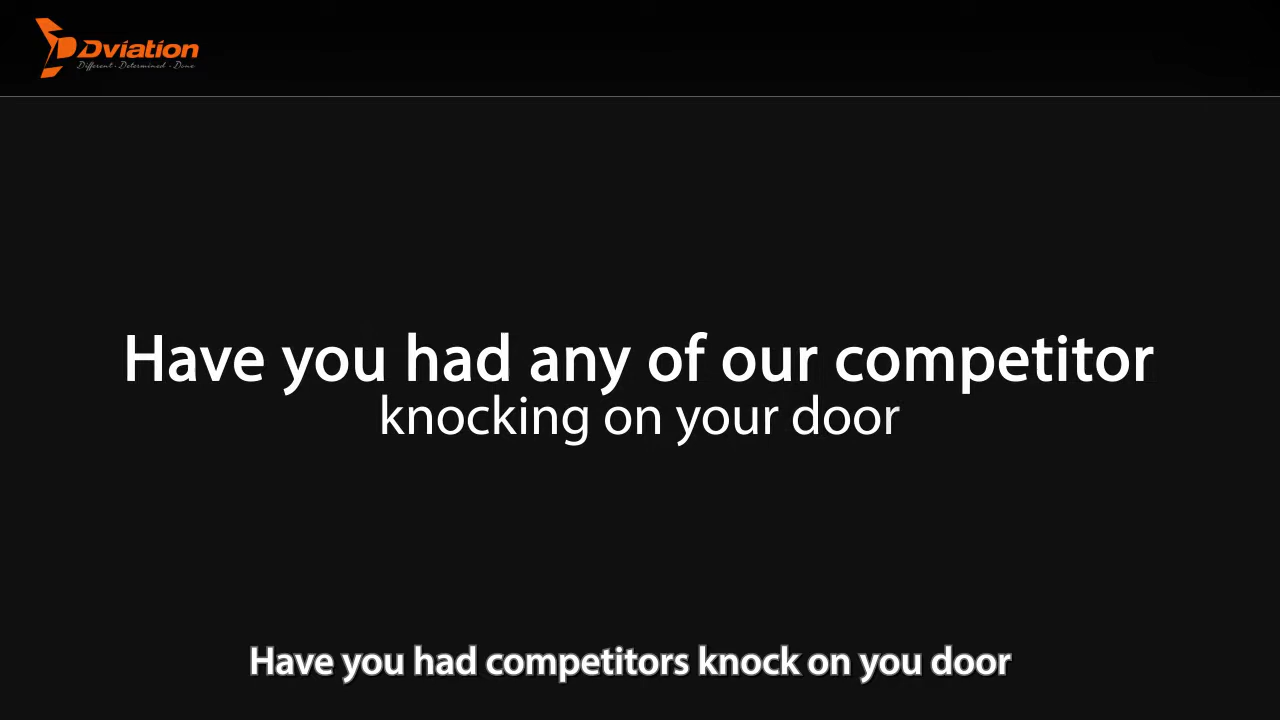 Dviation
Different - Determined - Done
Have you had any of our competitor
knocking on your door
Have you had competitors knock on you door